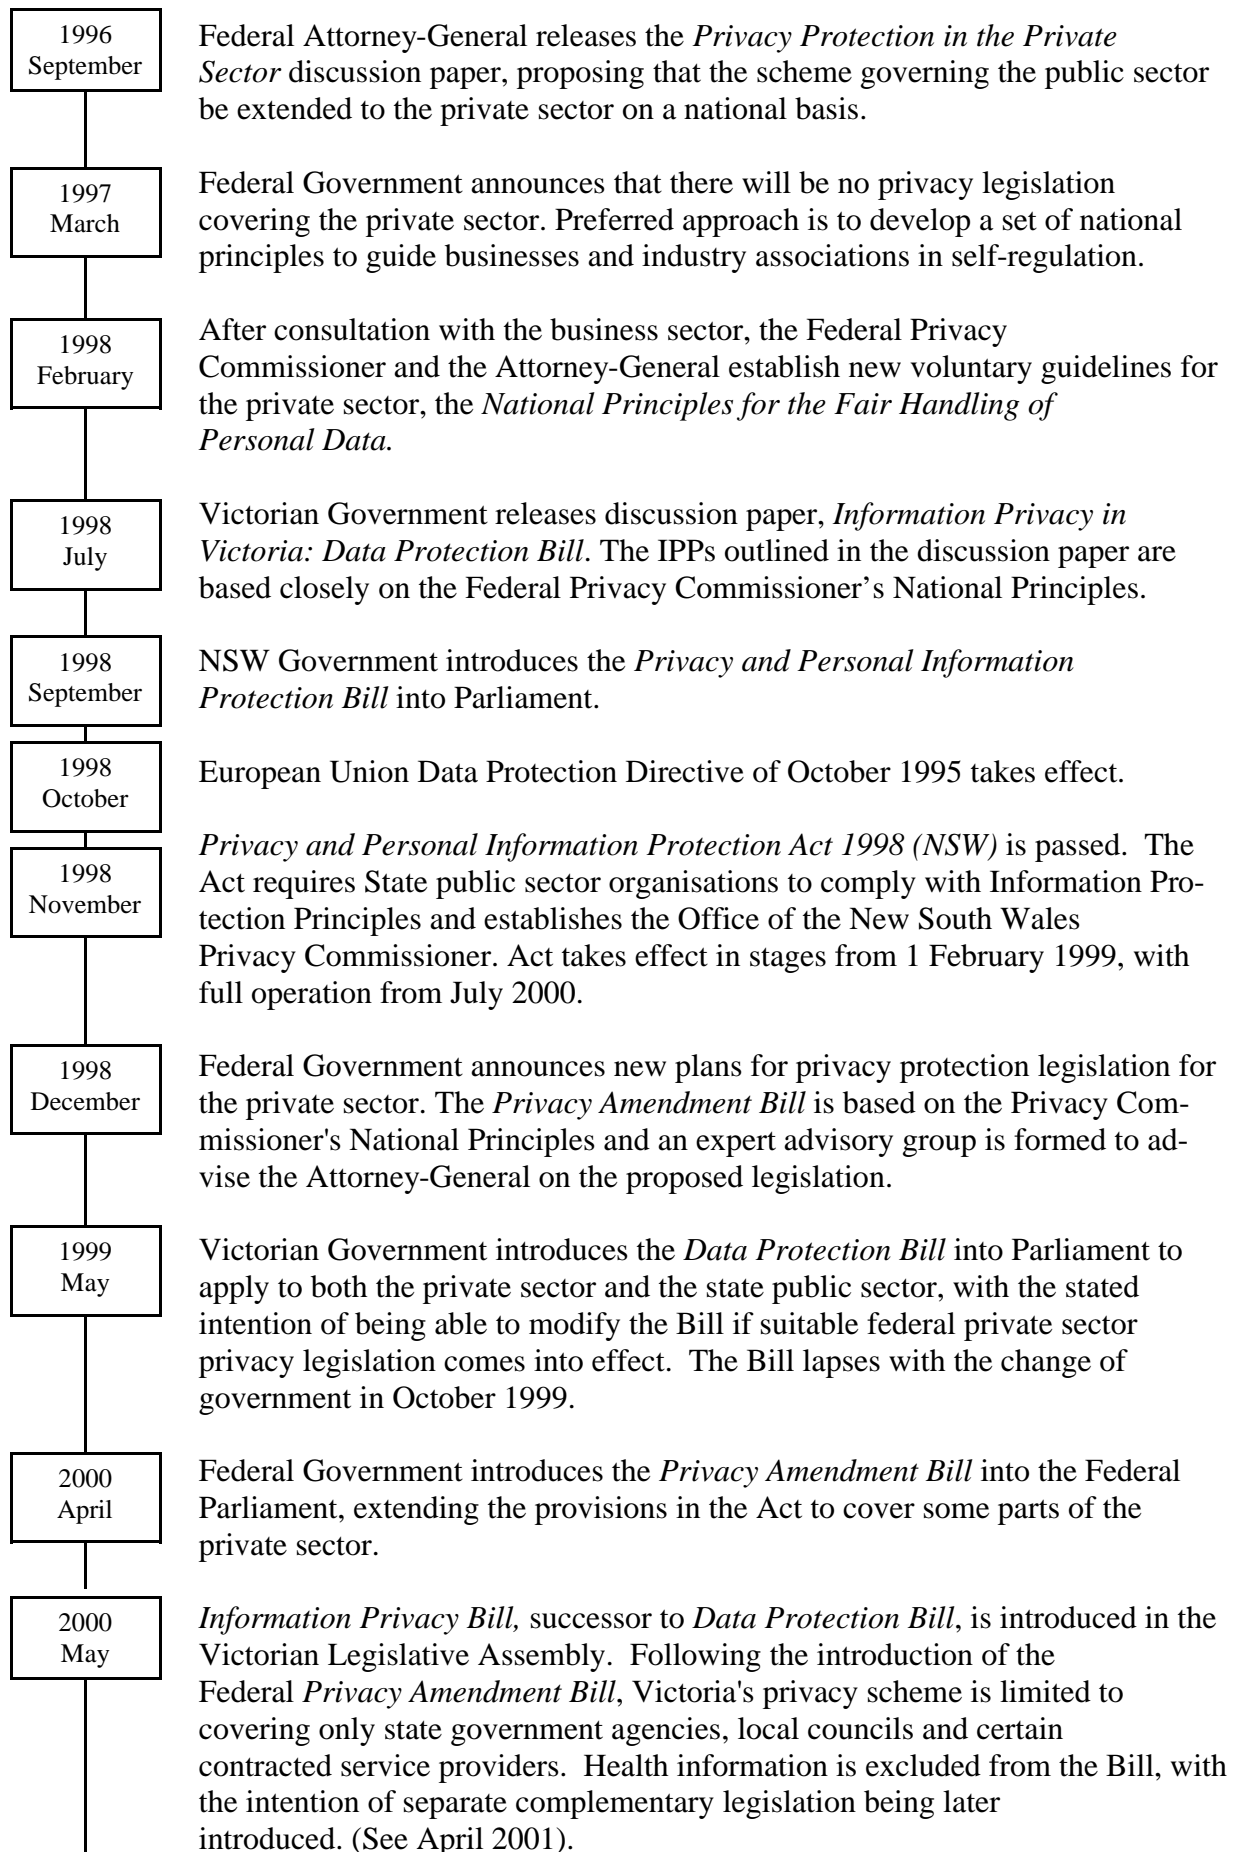 1996
September
Federal Attorney-General releases the Privacy Protection in the Private
Sector discussion paper, proposing that the scheme governing the public sector
be extended to the private sector on a national basis.
1997
March
Federal Government announces that there will be no privacy legislation
covering the private sector. Preferred approach is to develop a set of national
principles to guide businesses and industry associations in self-regulation.
1998
February
After consultation with the business sector, the Federal Privacy
Commissioner and the Attorney-General establish new voluntary guidelines for
the private sector, the National Principles for the Fair Handling of
Personal Data.
1998
July
Victorian Government releases discussion paper, Information Privacy in
Victoria: Data Protection Bill. The IPPs outlined in the discussion paper are
based closely on the Federal Privacy Commissioner’s National Principles.
1998
September
NSW Government introduces the Privacy and Personal Information
Protection Bill into Parliament.
1998
October
European Union Data Protection Directive of October 1995 takes effect.
1998
November
Privacy and Personal Information Protection Act 1998 (NSW) is passed.  The
Act requires State public sector organisations to comply with Information Pro-
tection Principles and establishes the Office of the New South Wales
Privacy Commissioner. Act takes effect in stages from 1 February 1999, with
full operation from July 2000.
1998
December
Federal Government announces new plans for privacy protection legislation for
the private sector. The Privacy Amendment Bill is based on the Privacy Com-
missioner's National Principles and an expert advisory group is formed to ad-
vise the Attorney-General on the proposed legislation.
1999
May
Victorian Government introduces the Data Protection Bill into Parliament to
apply to both the private sector and the state public sector, with the stated
intention of being able to modify the Bill if suitable federal private sector
privacy legislation comes into effect.  The Bill lapses with the change of
government in October 1999.
2000
April
Federal Government introduces the Privacy Amendment Bill into the Federal
Parliament, extending the provisions in the Act to cover some parts of the
private sector.
2000
May
Information Privacy Bill, successor to Data Protection Bill, is introduced in the
Victorian Legislative Assembly.  Following the introduction of the
Federal Privacy Amendment Bill, Victoria's privacy scheme is limited to
covering only state government agencies, local councils and certain
contracted service providers.  Health information is excluded from the Bill, with
the intention of separate complementary legislation being later
introduced. (See April 2001).